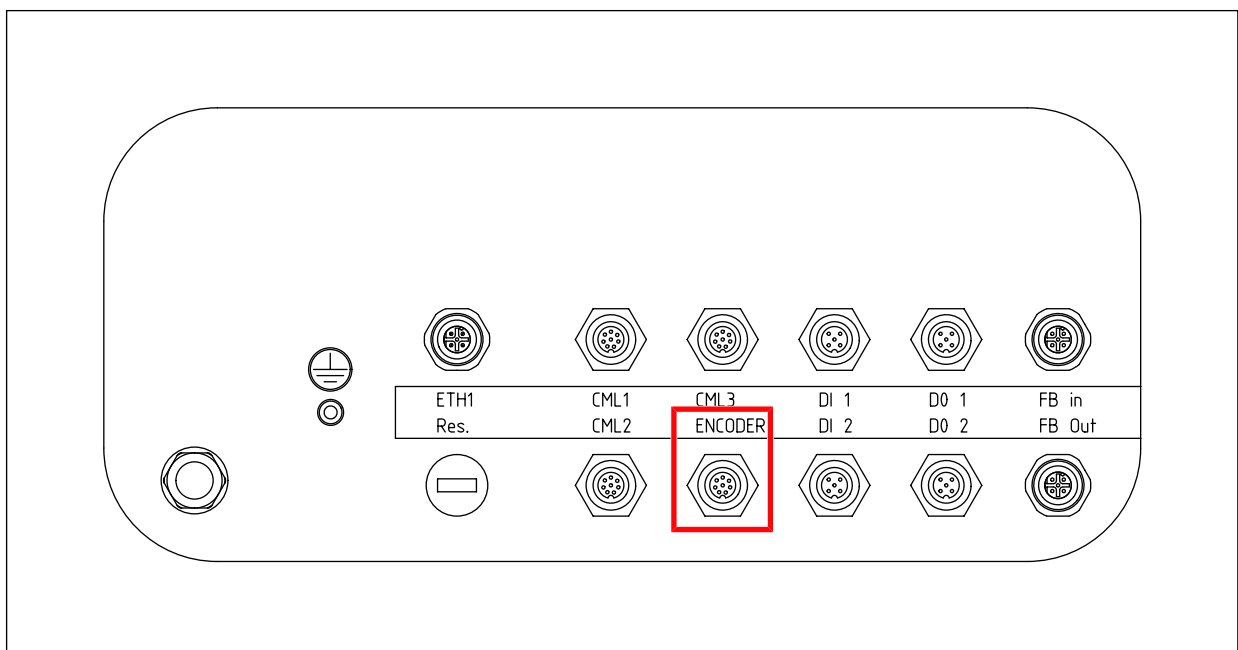 ETH1 CML1 CML3 DI 1 DO 1 FB in
Res. CML2 ENCODER DI 2 DO 2 FB Out